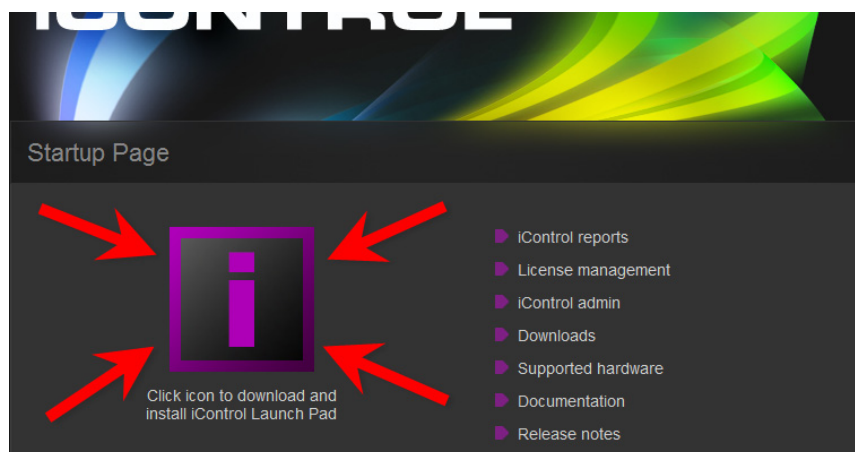 iCONTROL
Startup Page
Click icon to download and
install iControl Launch Pad
iControl reports
License management
iControl admin
Downloads
Supported hardware
Documentation
Release notes